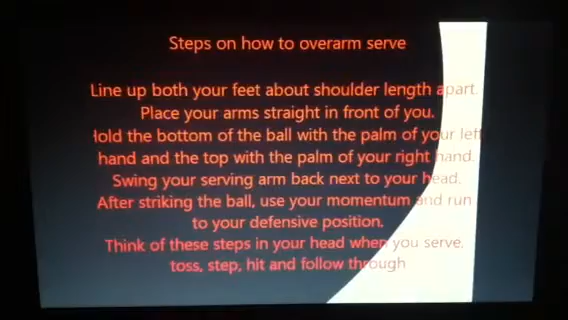 Steps on how to overarm serve
Line up both your feet about shoulder length apart.
Place your arms straight in front of you.
Hold the bottom of the ball with the palm of your left
hand and the top with the palm of your right hand.
Swing your serving arm back next to your head.
After striking the ball, use your momentum and run
to your defensive position.
Think of these steps in your head when you serve.
toss, step, hit and follow through